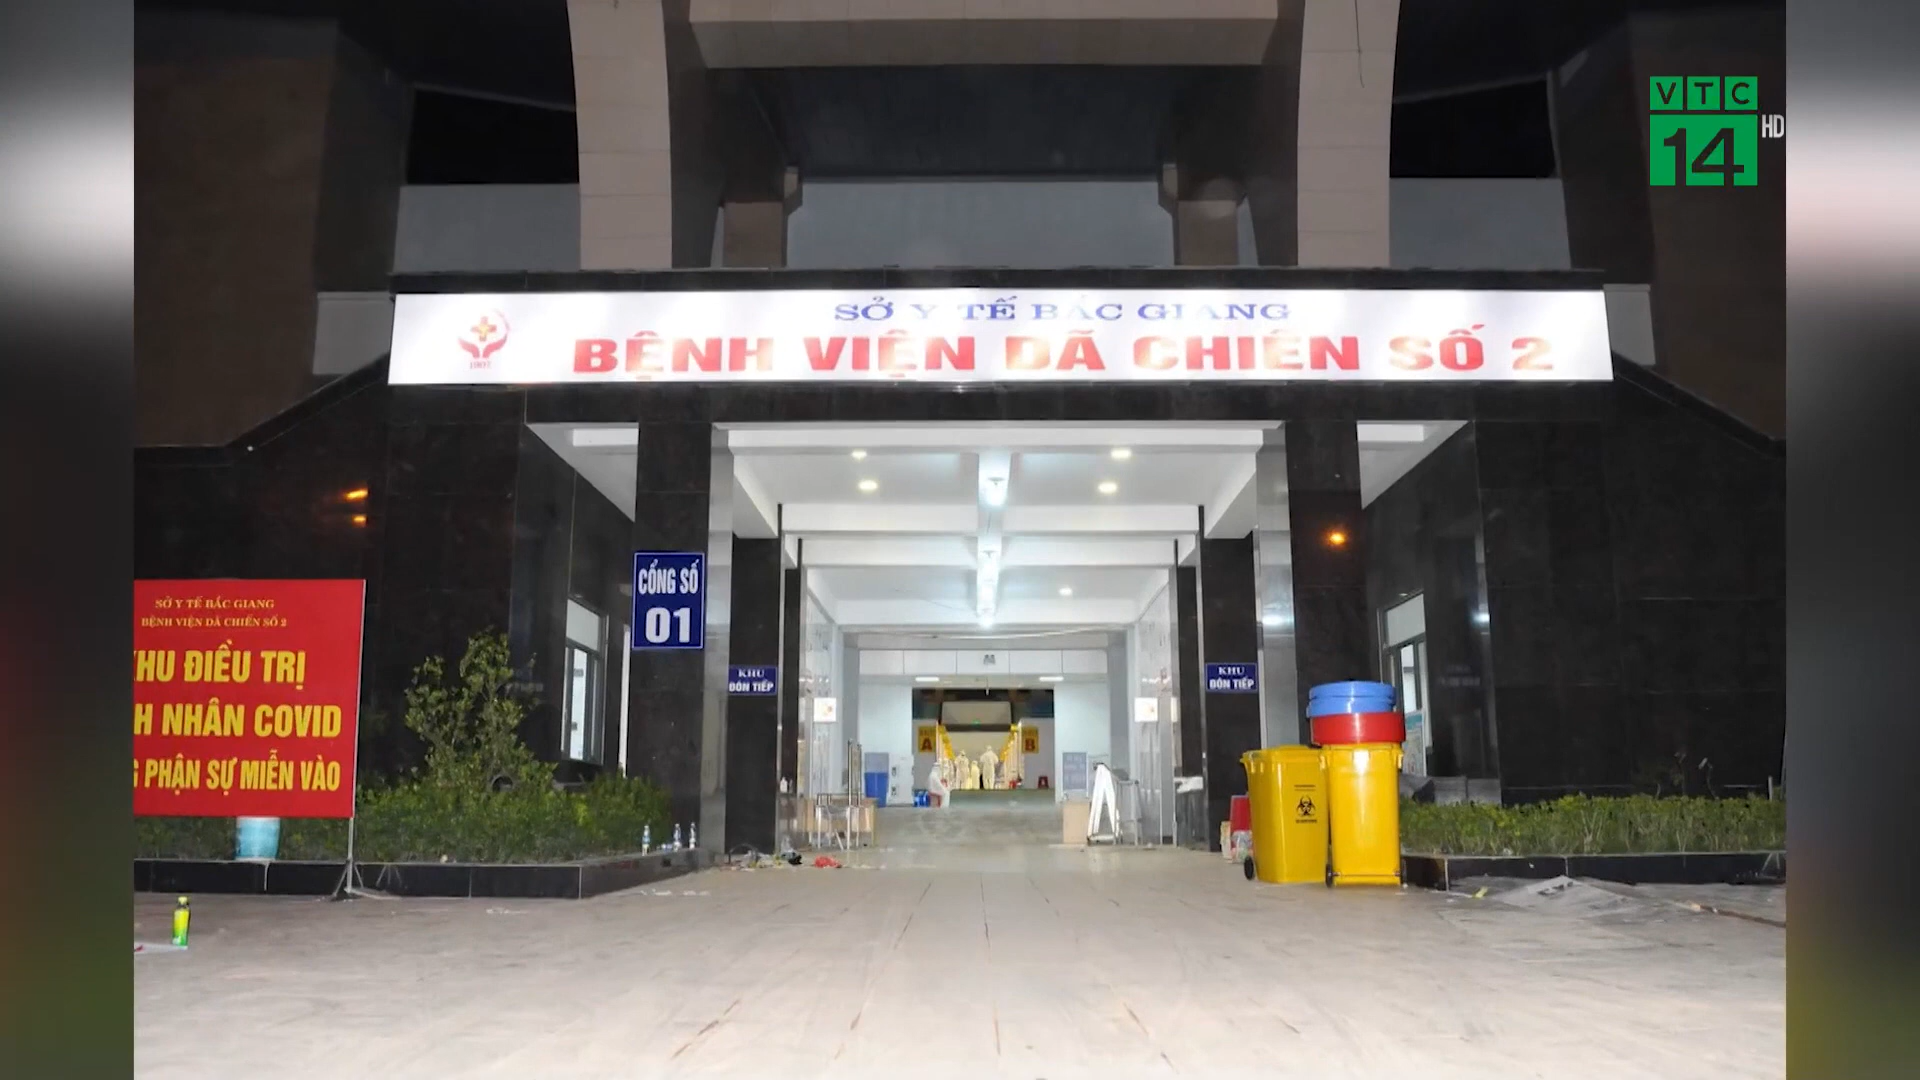 VTC
14 HD
SỞ Y TẾ BẮC GIANG
BỆNH VIỆN DÃ CHIẾN SỐ 2
CỔNG SỐ
01
KHU
ĐÓN TIẾP
KHU
ĐÓN TIẾP
A
B
SỞ Y TẾ BẮC GIANG
BỆNH VIỆN DÃ CHIẾN SỐ 2
KHU ĐIỀU TRỊ
H NHÂN COVID
G PHẬN SỰ MIỄN VÀO